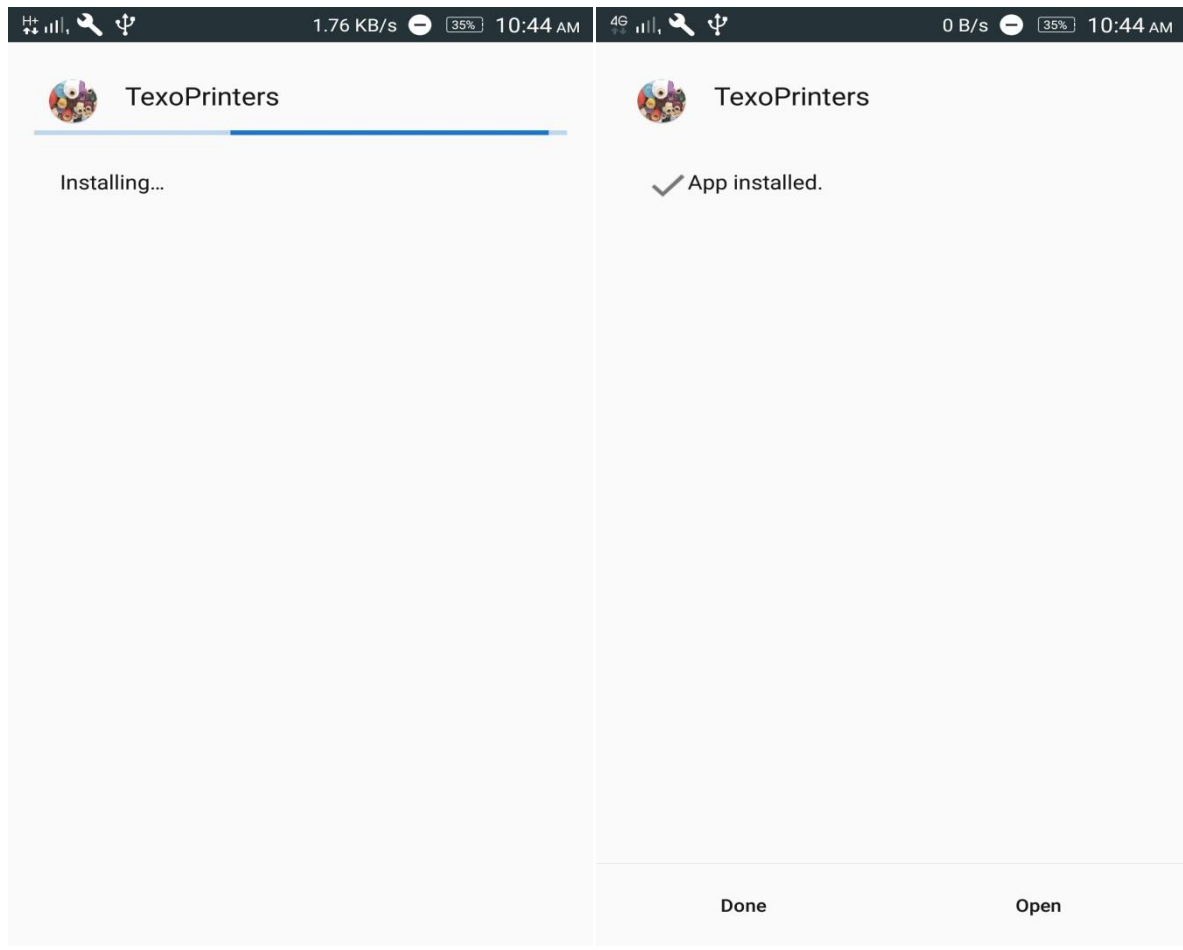 H+ 1.76 KB/s 35% 10:44 AM
TexoPrinters
Installing...
4G 0 B/s 35% 10:44 AM
TexoPrinters
App installed.
Done Open